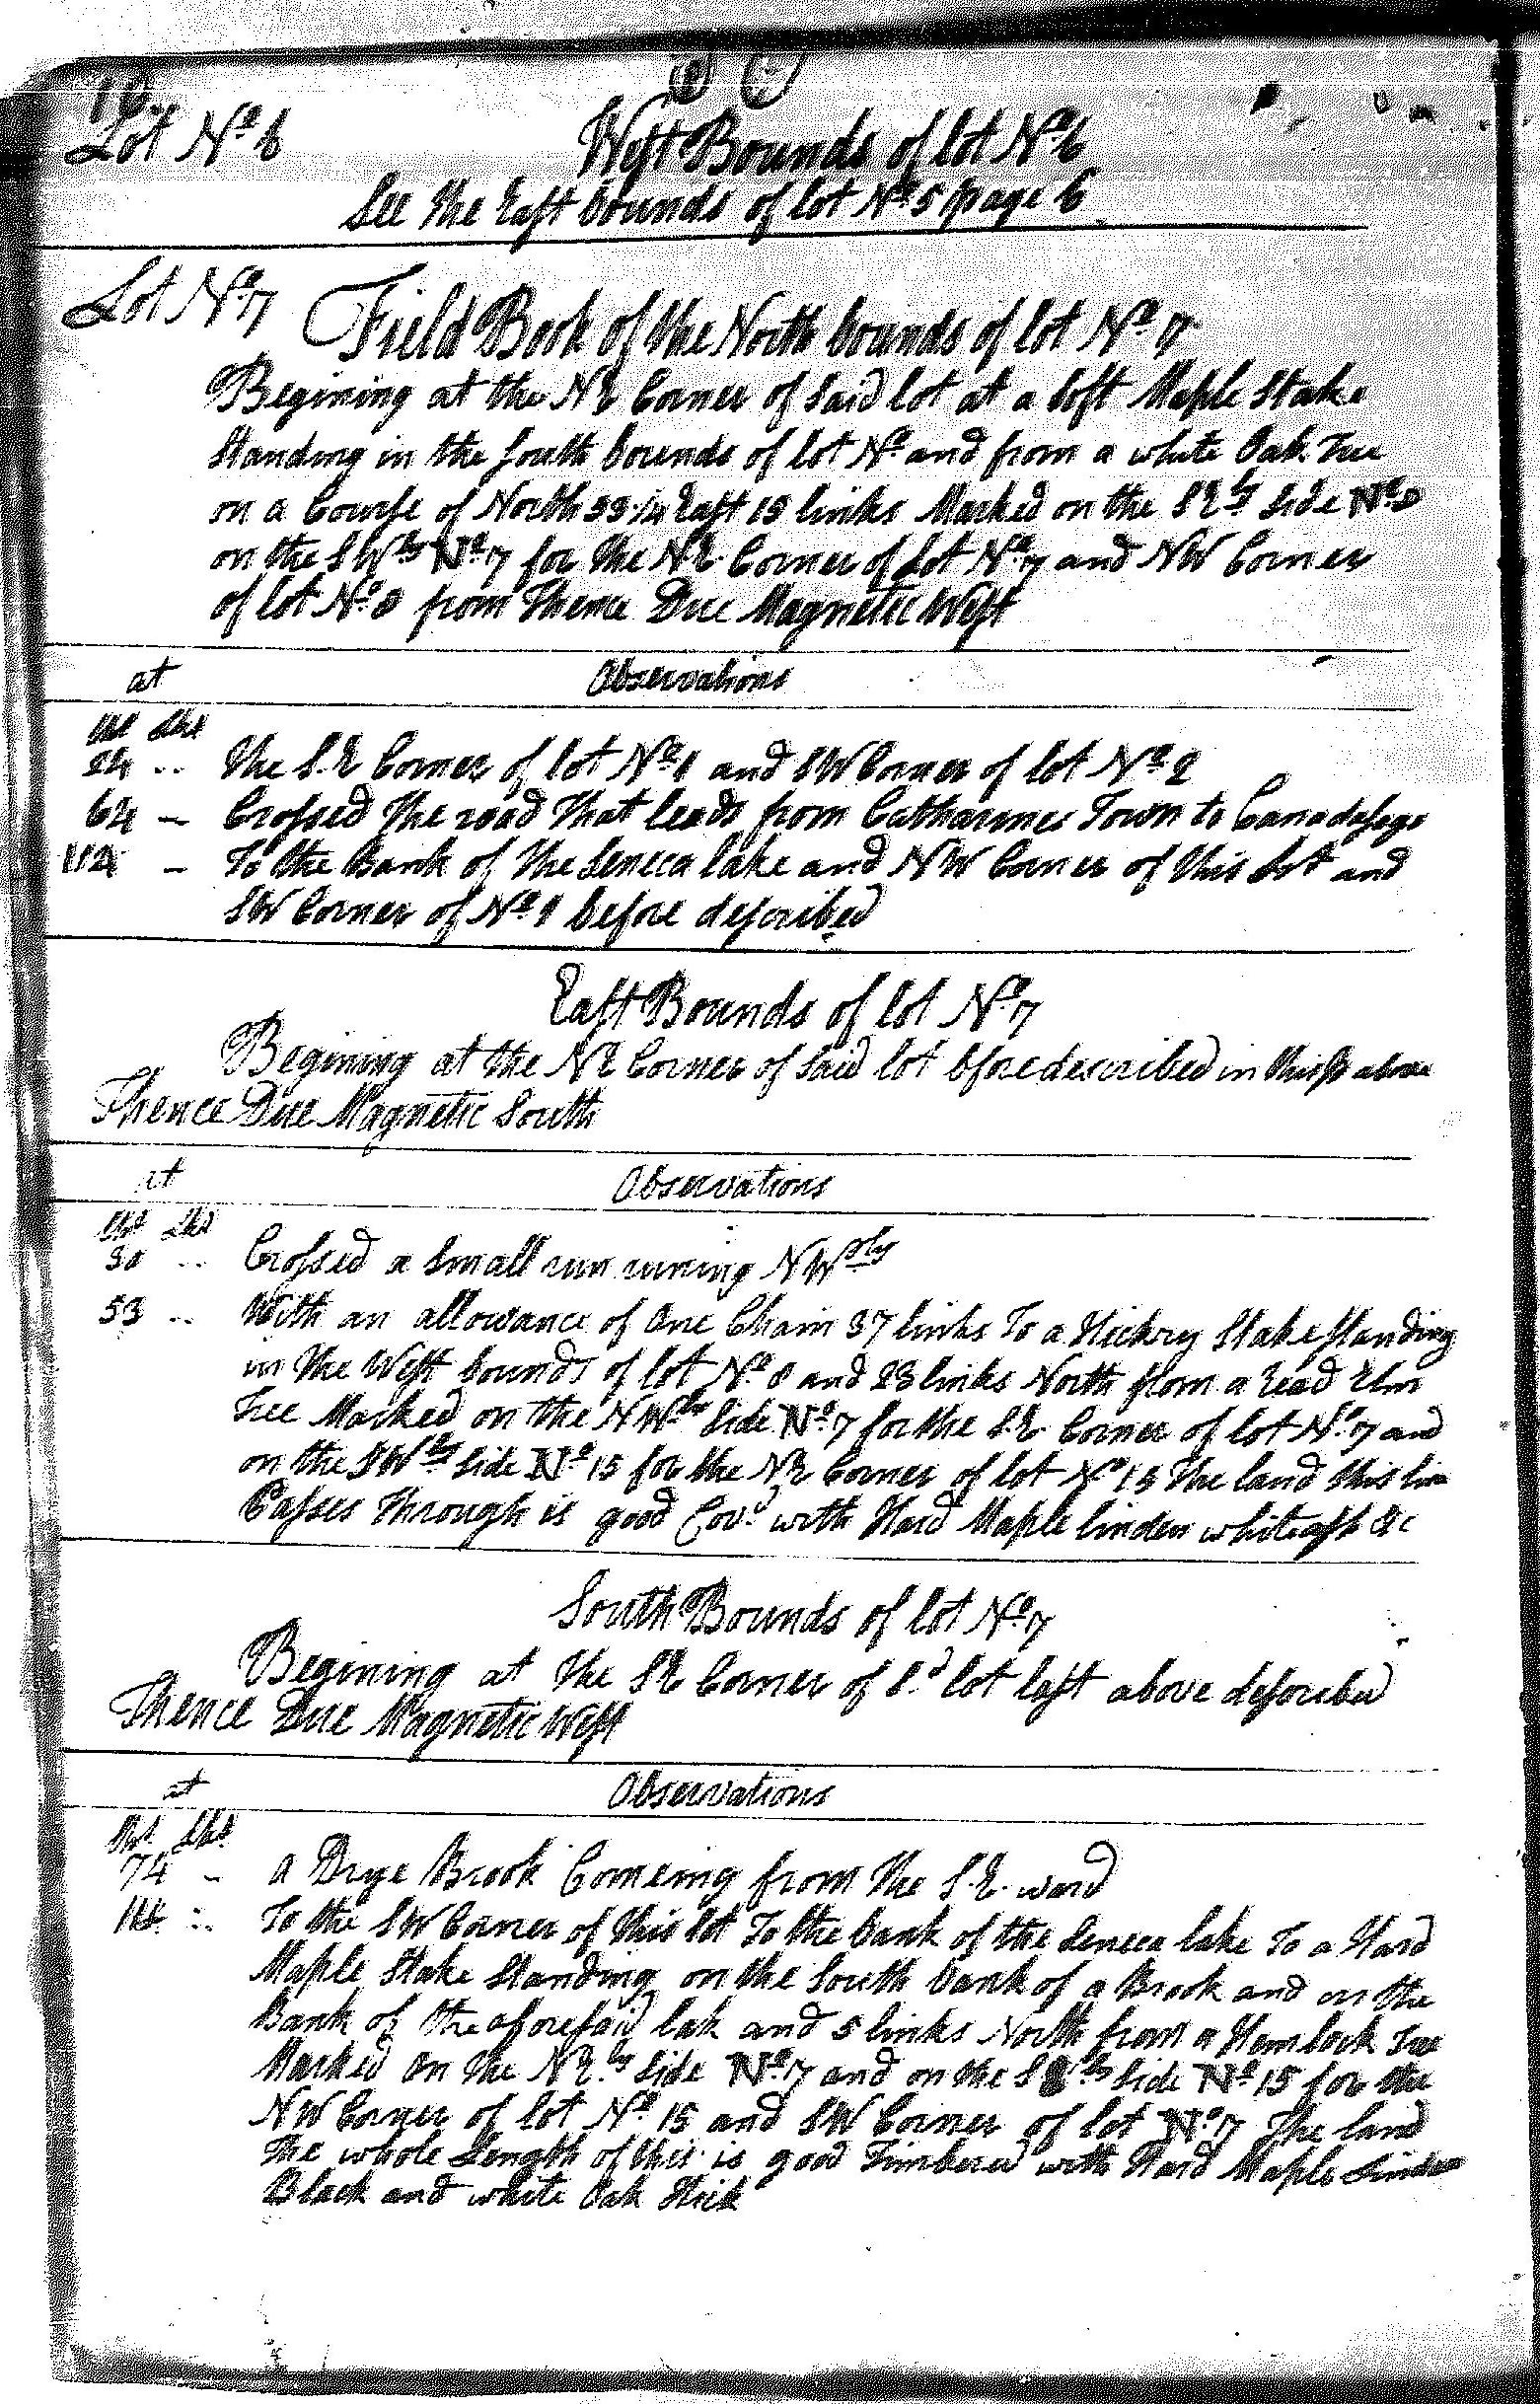 10
Lot No 6 West Bounds of lot No 6
See the East bounds of lot No 5 page 6
Lot No 7 Field Book of the North bounds of lot No 7
Begining at the NE Corner of said lot at a soft Maple Stake
Standing in the South bounds of lot No and from a white Oak Tree
on a Course of North East links Marked on the SEly side No 8
on the SWly No 7 for the NE Corner of Lot No 7 and NW Corner
of lot No 8 from Thence Due Magnetic West
at Observations
Chs Lks
24 .. The S.E Corner of lot No 1 and SW Corner of lot No 2
64 - Crossed the road that leads from Catharines Town to Canadesago
112 - To the Bank of the Seneca lake and NW Corner of this lot and
SW Corner of No 1 before described
East Bounds of lot No 7
Begining at the NE Corner of said lot bfore described in this p above
Thence Due Magnetic South
at Observations
Chs Lks
30 .. Crossed a small run runing NWrly
53 .. With an allowance of One Chain 37 links To a Hickery Stake standing
in the West bounds of lot No 8 and 23 links North from a read Elm
Tree Marked on the NWly side No 7 for the S.E. Corner of lot No 7 and
on the SWly side No 15 for the NE Corner of lot No 15 The land this line
Passes through is good Covd with Hard Maple linden white ash &c
South Bounds of lot No 7
Begining at the SE Corner of sd lot last above described
Thence Due Magnetic West
at Observations
Chs Lks
74 - a Drye Brook Comeing from the S.E. ward
114 .. To the SW Corner of this lot To the bank of the Seneca lake To a Hard
Maple Stake Standing on the South bank of a Brook and on the
Bank of the aforesaid lak and 5 links North from a Hemlock Tree
Marked on the NEly side No 7 and on the SEly side No 15 for the
NW Corner of lot No 15 and SW Corner of lot No 7 The land
the whole Length of this is good Timbered with Hard Maple Linden
Black and white Oak Hick